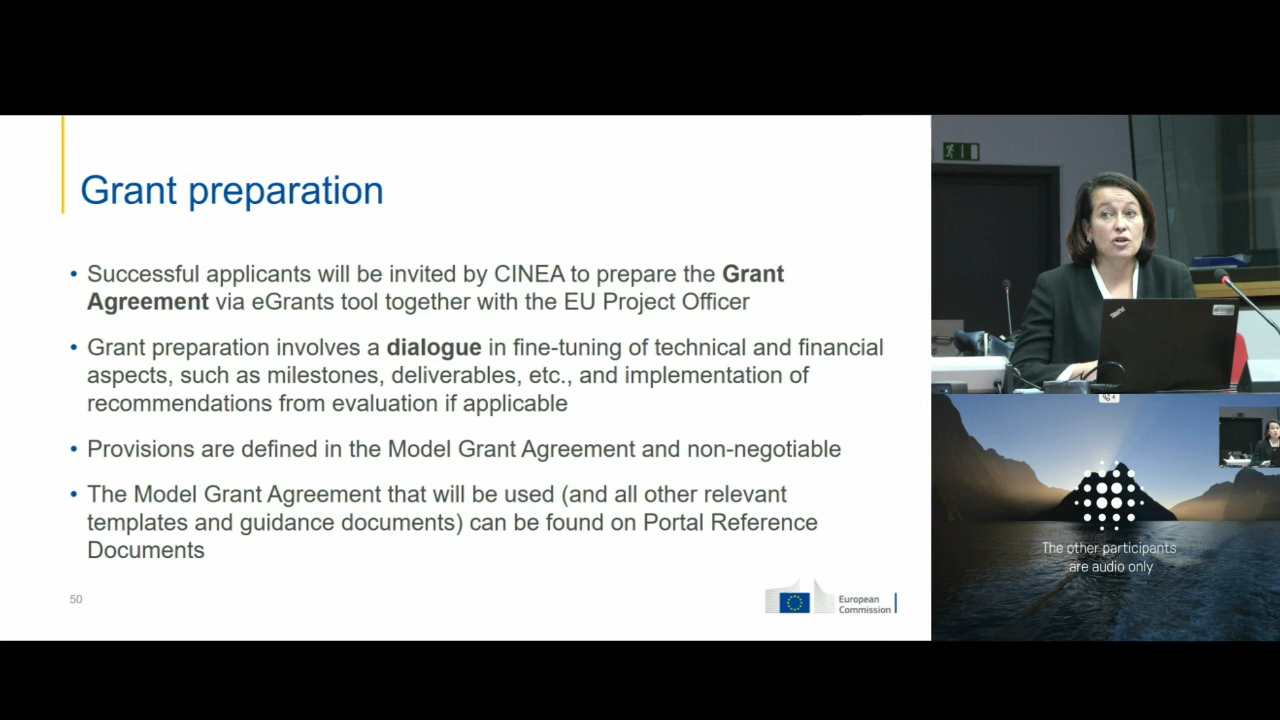 Grant preparation
• Successful applicants will be invited by CINEA to prepare the Grant
Agreement via eGrants tool together with the EU Project Officer
• Grant preparation involves a dialogue in fine-tuning of technical and financial
aspects, such as milestones, deliverables, etc., and implementation of
recommendations from evaluation if applicable
• Provisions are defined in the Model Grant Agreement and non-negotiable
• The Model Grant Agreement that will be used (and all other relevant
templates and guidance documents) can be found on Portal Reference
Documents
50
European
Commission
ThinkPad
The other participants
are audio only